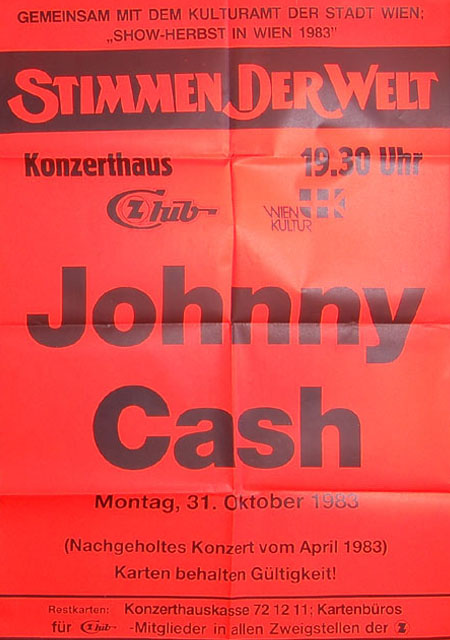 GEMEINSAM MIT DEM KULTURAMT DER STADT WIEN;
„SHOW-HERBST IN WIEN 1983”
STIMMEN DER WELT
Konzerthaus 19.30 Uhr
Z Club WIEN KULTUR
Johnny
Cash
Montag, 31. Oktober 1983
(Nachgeholtes Konzert vom April 1983)
Karten behalten Gültigkeit!
Restkarten: Konzerthauskasse 72 12 11; Kartenbüros
für Z Club -Mitglieder in allen Zweigstellen der Z